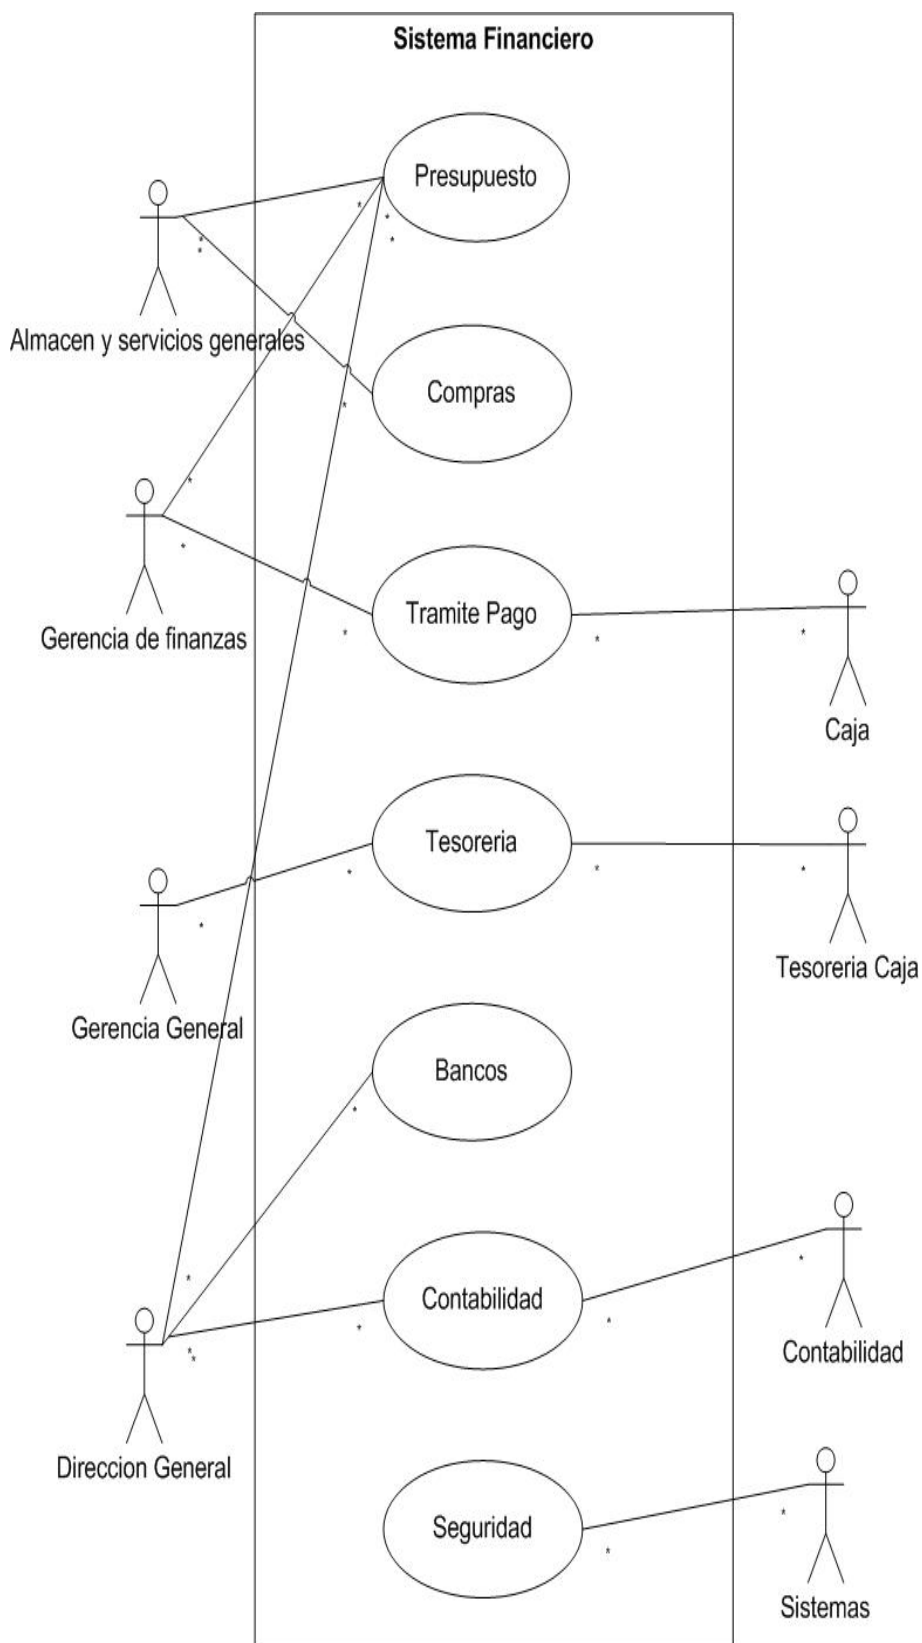 Sistema Financiero
Presupuesto
Almacen y servicios generales
Compras
Gerencia de finanzas
Tramite Pago
Caja
Tesoreria
Tesoreria Caja
Gerencia General
Bancos
Contabilidad
Contabilidad
Direccion General
Seguridad
Sistemas